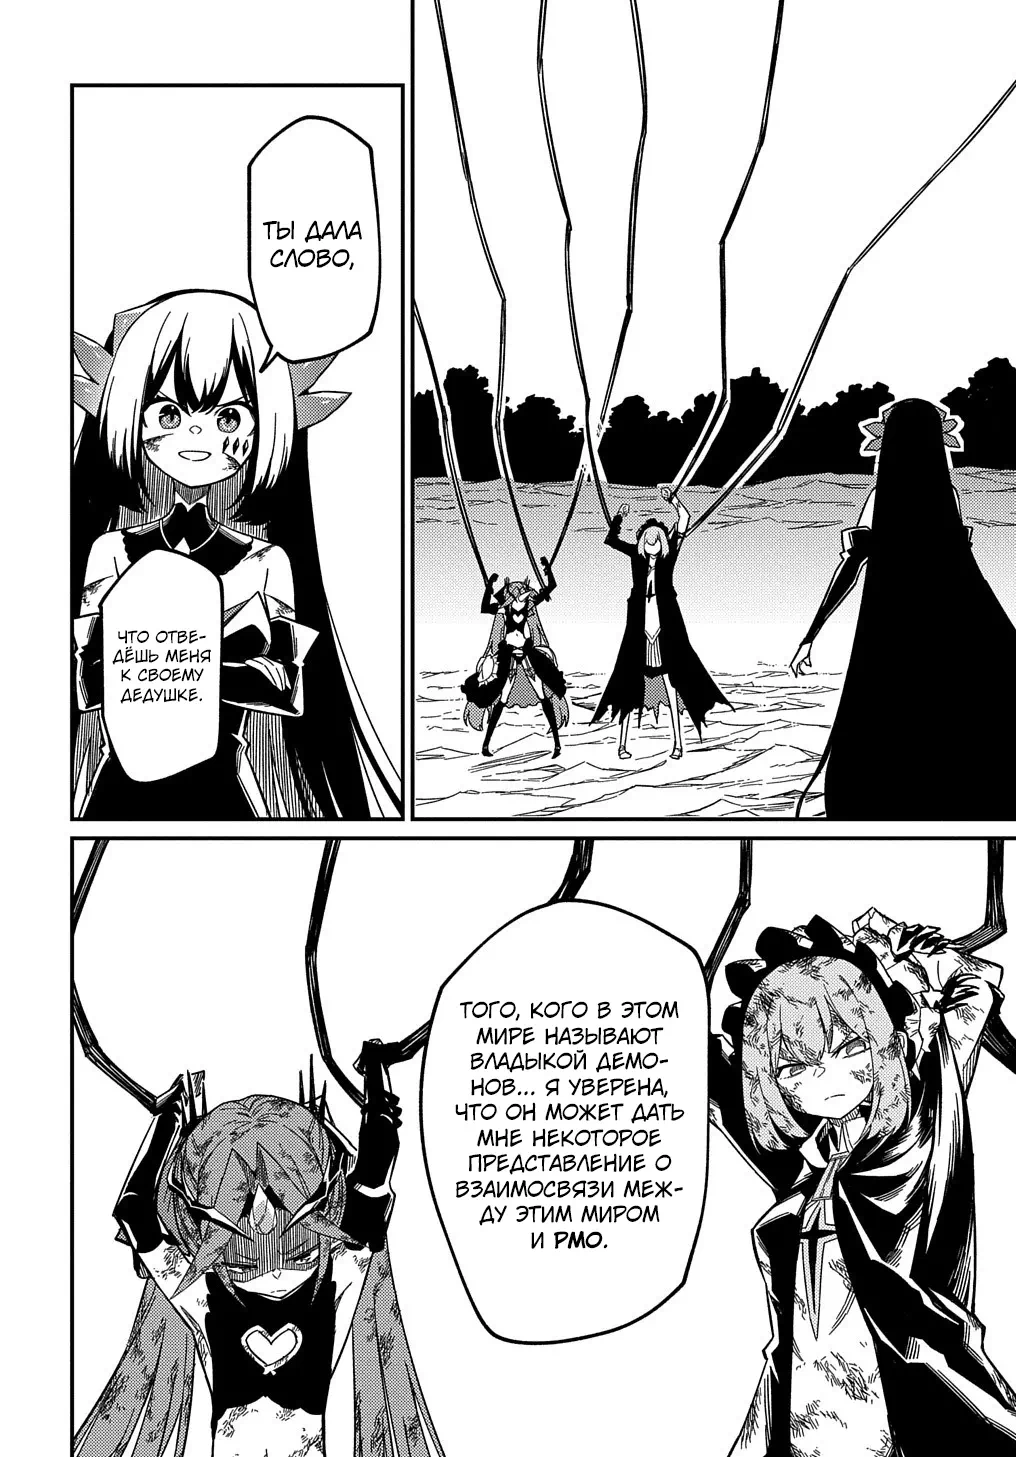 ТЫ ДАЛА
СЛОВО,
ЧТО ОТВЕ-
ДЁШЬ МЕНЯ
К СВОЕМУ
ДЕДУШКЕ.
ТОГО, КОГО В ЭТОМ
МИРЕ НАЗЫВАЮТ
ВЛАДЫКОЙ ДЕМО-
НОВ... Я УВЕРЕНА,
ЧТО ОН МОЖЕТ ДАТЬ
МНЕ НЕКОТОРОЕ
ПРЕДСТАВЛЕНИЕ О
ВЗАИМОСВЯЗИ МЕЖ-
ДУ ЭТИМ МИРОМ
И РМО.